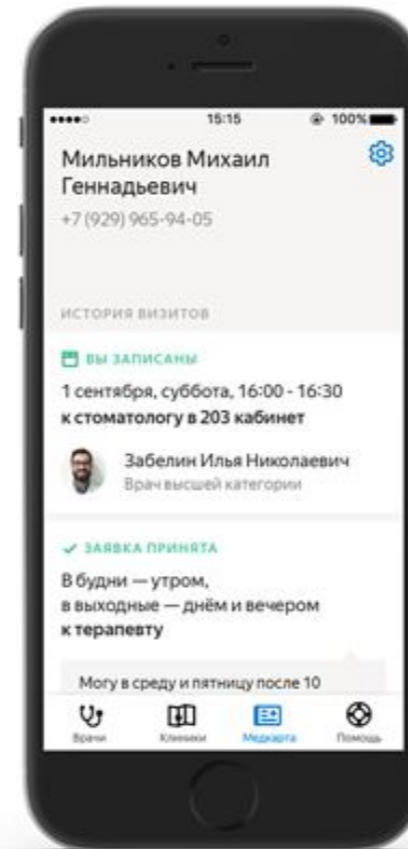 15:15 100%
Мильников Михаил
Геннадьевич
+7 (929) 965-94-05
ИСТОРИЯ ВИЗИТОВ
ВЫ ЗАПИСАНЫ
1 сентября, суббота, 16:00 - 16:30
к стоматологу в 203 кабинет
Забелин Илья Николаевич
Врач высшей категории
ЗАЯВКА ПРИНЯТА
В будни — утром,
в выходные — днём и вечером
к терапевту
Могу в среду и пятницу после 10
Врачи Клиники Медкарта Помощь